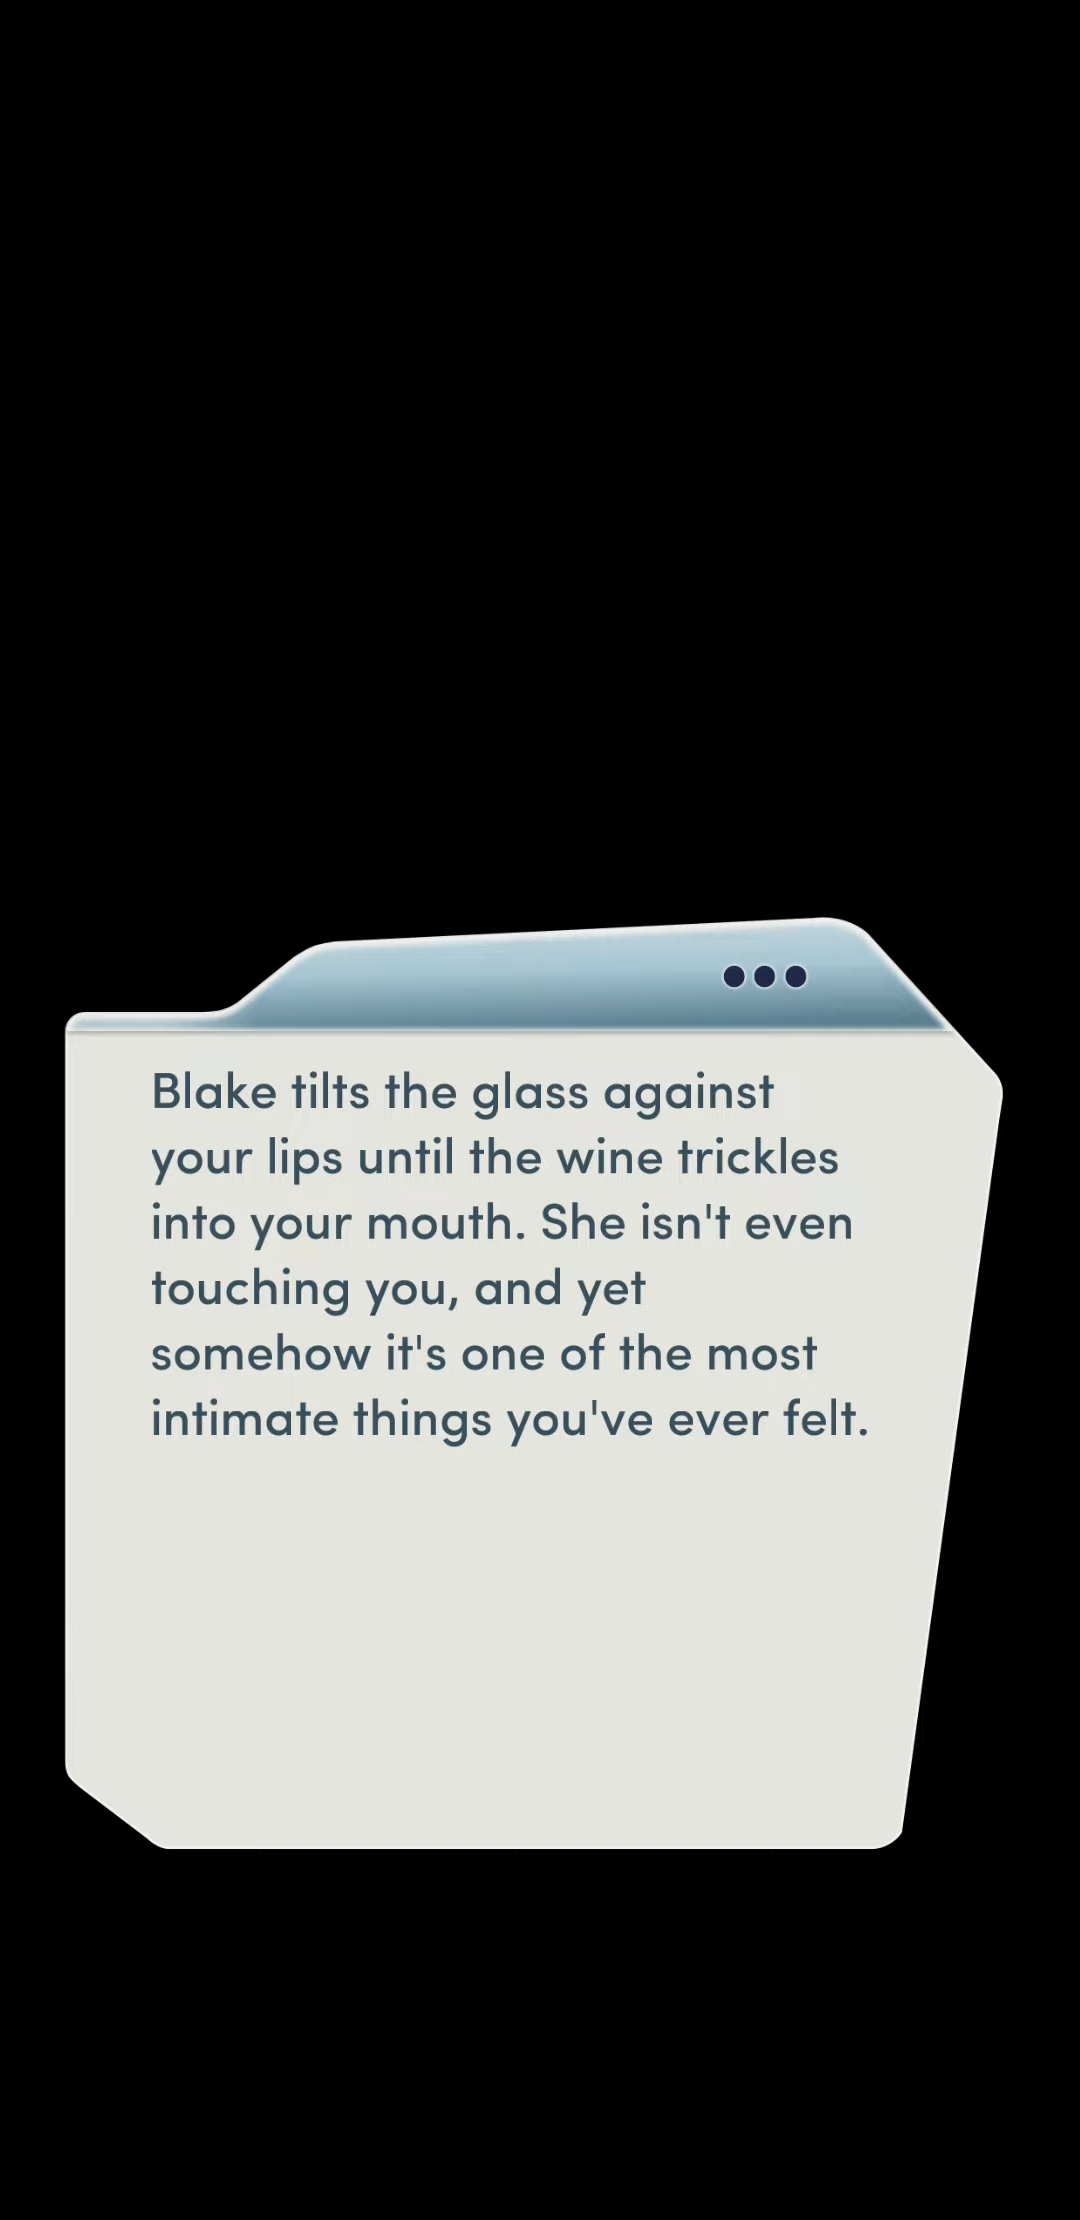 Blake tilts the glass against
your lips until the wine trickles
into your mouth. She isn't even
touching you, and yet
somehow it's one of the most
intimate things you've ever felt.